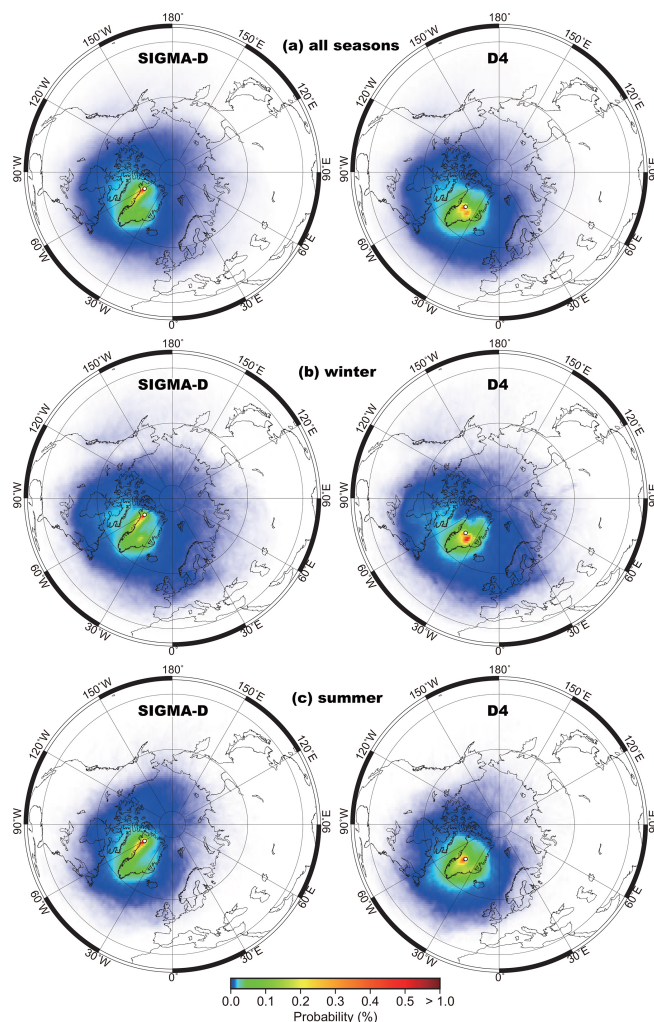 (a) all seasons
SIGMA-D
D4
180°
150°W
150°E
120°W
120°E
90°W
90°E
60°W
60°E
30°W
30°E
0°
180°
150°W
150°E
120°W
120°E
90°W
90°E
60°W
60°E
30°W
30°E
0°
(b) winter
SIGMA-D
D4
180°
150°W
150°E
120°W
120°E
90°W
90°E
60°W
60°E
30°W
30°E
0°
180°
150°W
150°E
120°W
120°E
90°W
90°E
60°W
60°E
30°W
30°E
0°
(c) summer
SIGMA-D
D4
180°
150°W
150°E
120°W
120°E
90°W
90°E
60°W
60°E
30°W
30°E
0°
180°
150°W
150°E
120°W
120°E
90°W
90°E
60°W
60°E
30°W
30°E
0°
0.0 0.1 0.2 0.3 0.4 0.5 > 1.0
Probability (%)